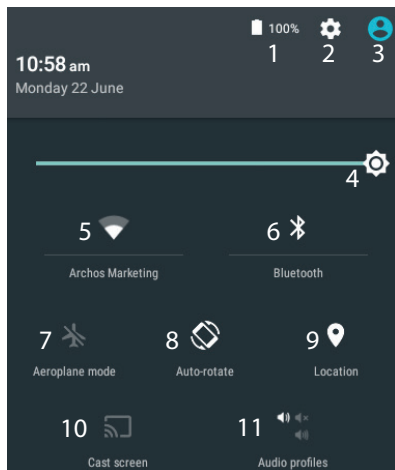 100%
1 2 3
10:58 am
Monday 22 June
4
5 6
Archos Marketing Bluetooth
7 8 9
Aeroplane mode Auto-rotate Location
10 11
Cast screen Audio profiles